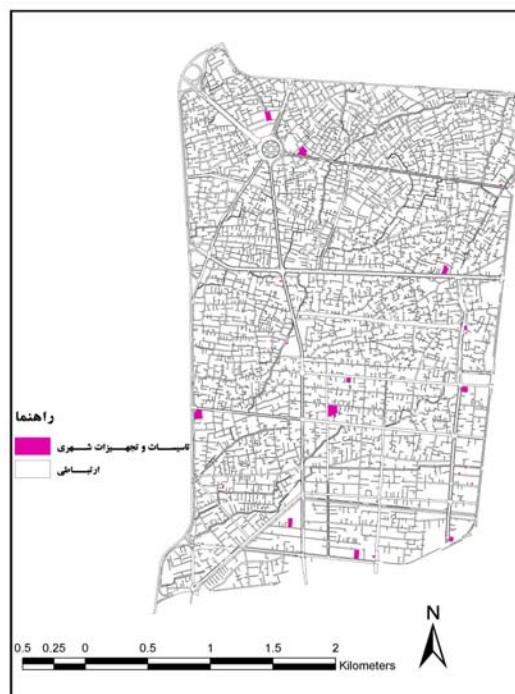 راهنما
تاسیسات و تجهیزات شهری
ارتباطی
N
0.5 0.25 0 0.5 1 1.5 2
Kilometers